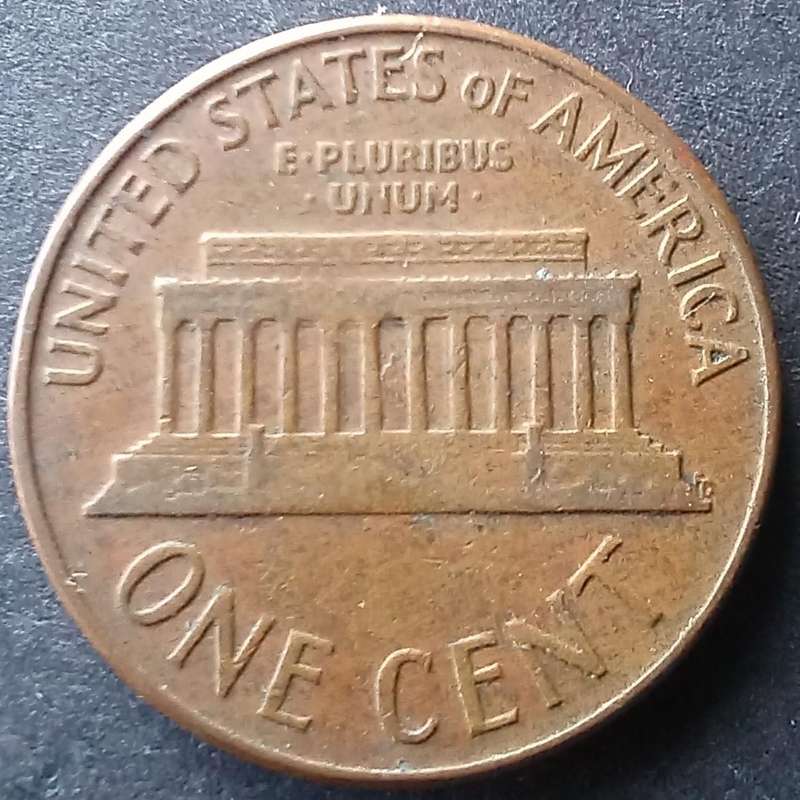 UNITED STATES OF AMERICA
E·PLURIBUS
·UNUM·
ONE CENT